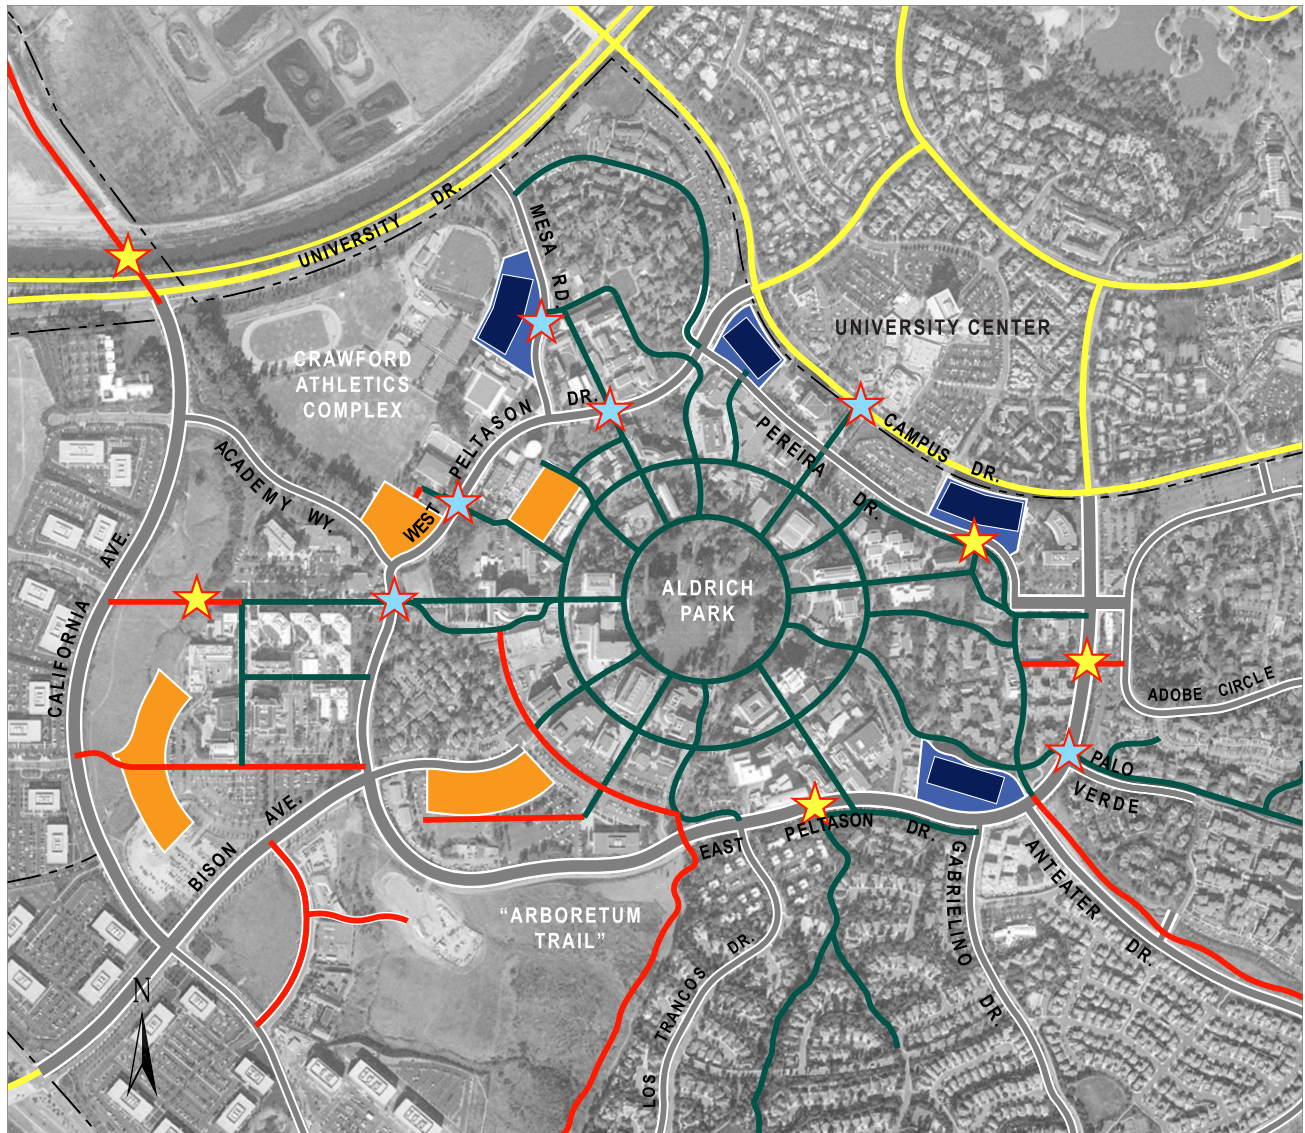 UNIVERSITY DR.
MESA RD.
CRAWFORD
ATHLETICS
COMPLEX
UNIVERSITY CENTER
PELTASON DR.
WEST
ACADEMY WY.
PEREIRA DR.
CAMPUS DR.
CALIFORNIA AVE.
ALDRICH
PARK
ADOBE CIRCLE
PALO
VERDE
BISON AVE.
EAST PELTASON DR.
GABRIELINO DR.
ANTEATER DR.
"ARBORETUM
TRAIL"
LOS TRANCOS DR.
N